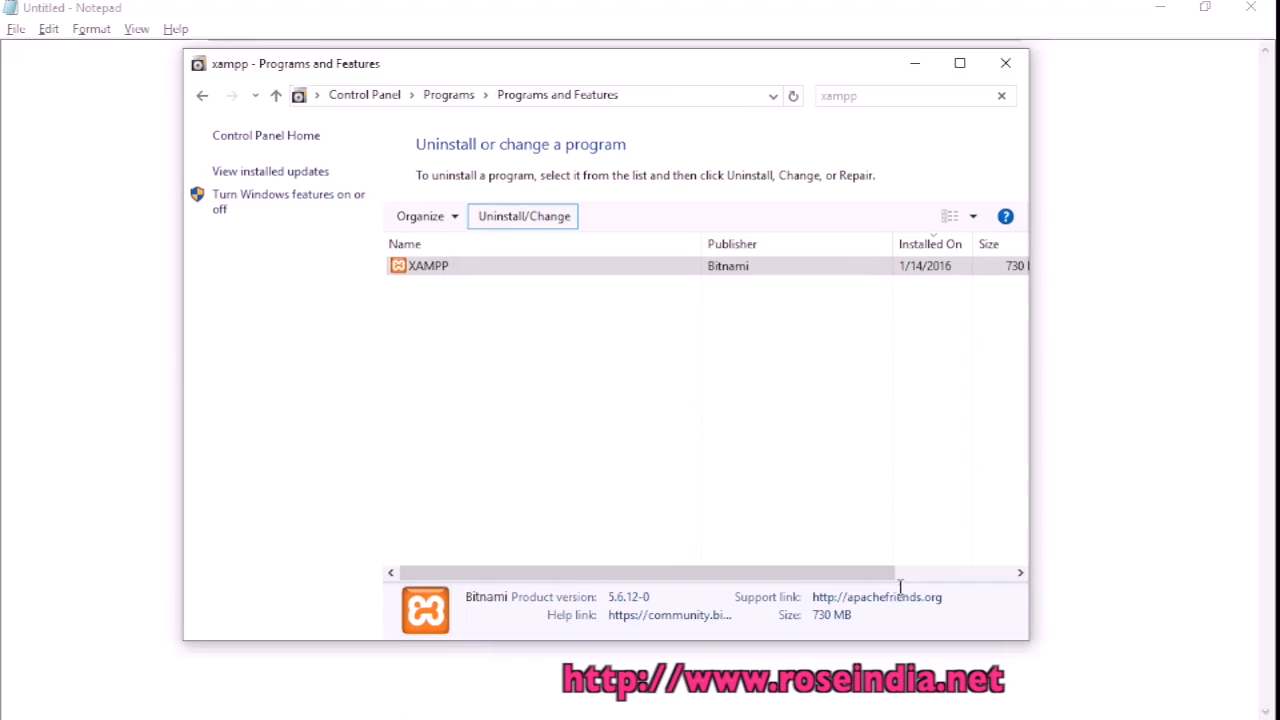 Untitled - Notepad
File Edit Format View Help
xampp - Programs and Features
Control Panel Programs Programs and Features
xampp
Control Panel Home
View installed updates
Turn Windows features on or
off
Uninstall or change a program
To uninstall a program, select it from the list and then click Uninstall, Change, or Repair.
Organize Uninstall/Change
Name Publisher Installed On Size
XAMPP Bitnami 1/14/2016 730
Bitnami Product version: 5.6.12-0 Support link: http://apachefriends.org
Help link: https://community.bi... Size: 730 MB
http://www.roseindia.net